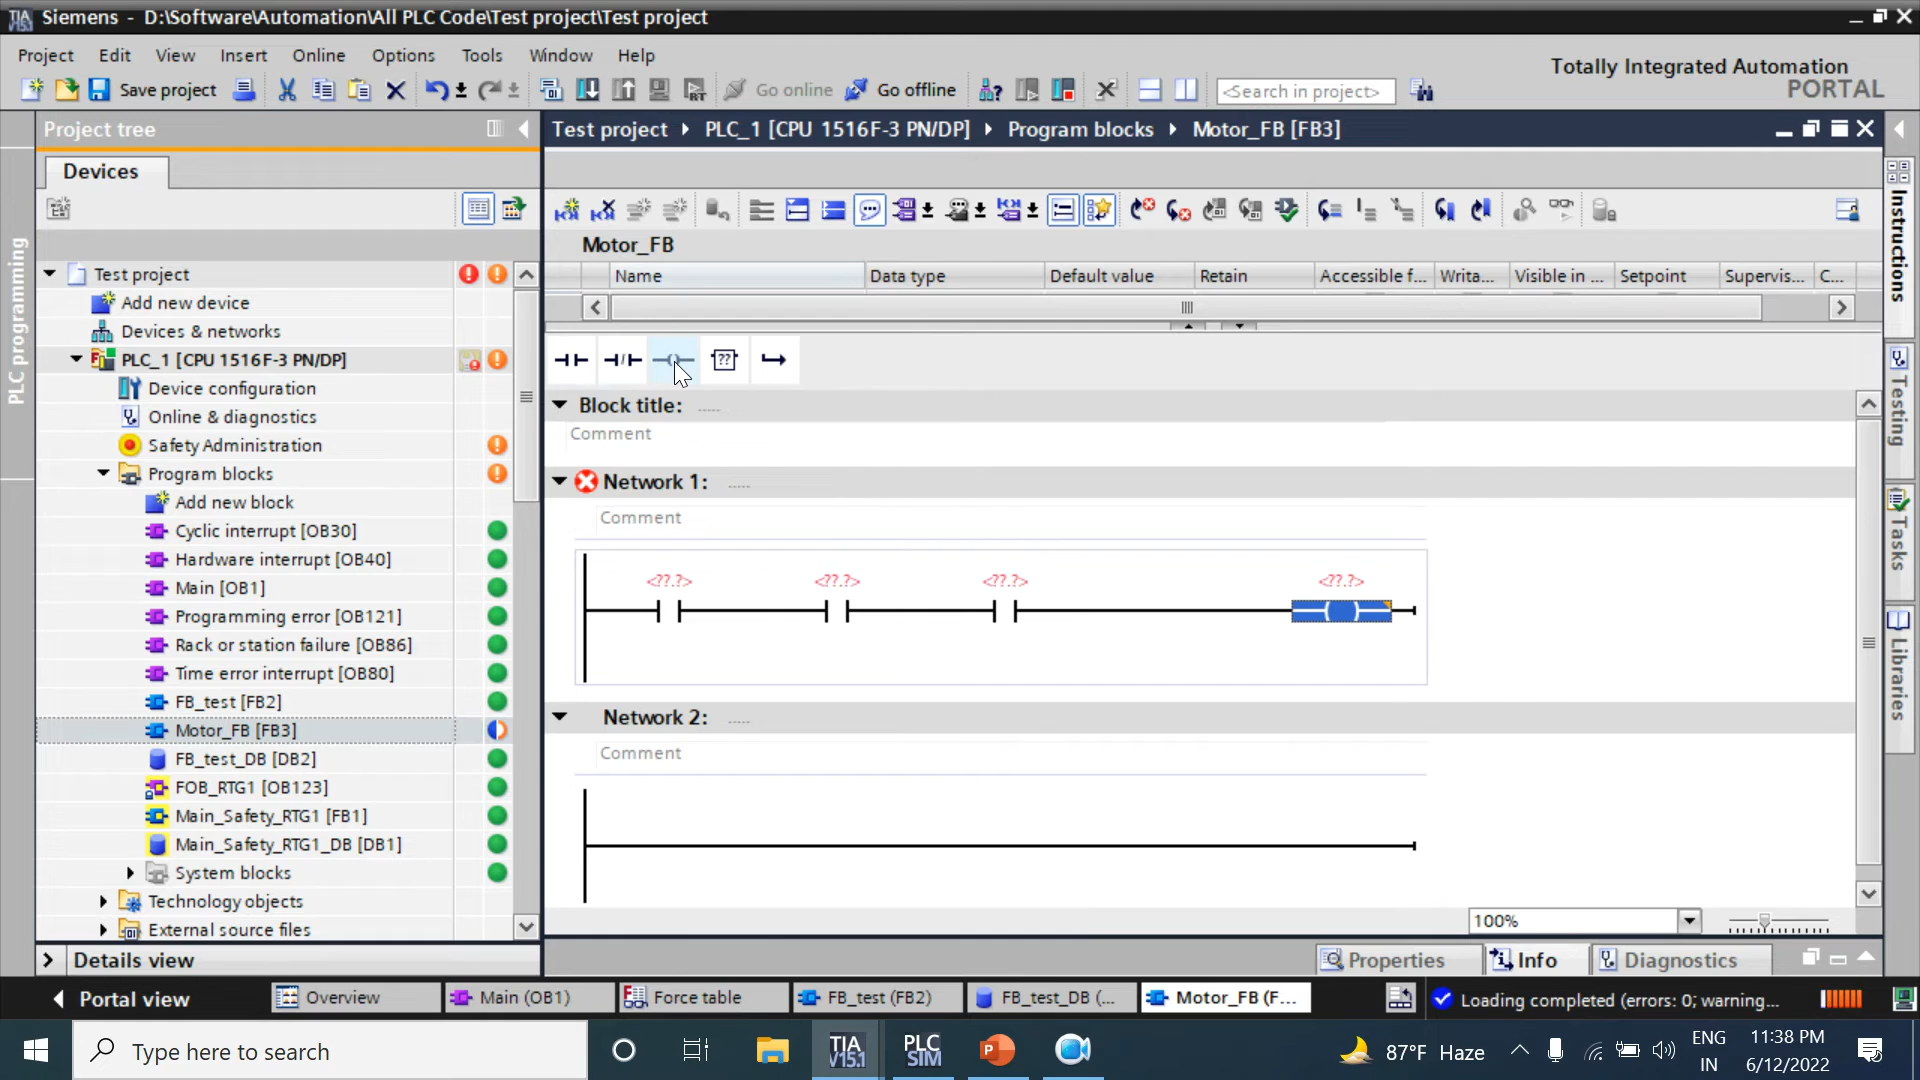 Siemens - D:\Software\Automation\All PLC Code\Test project\Test project
Project Edit View Insert Online Options Tools Window Help
Totally Integrated Automation
PORTAL
Save project Go online Go offline <Search in project>
Project tree
Test project PLC_1 [CPU 1516F-3 PN/DP] Program blocks Motor_FB [FB3]
Devices
PLC programming
Motor_FB
Name Data type Default value Retain Accessible f... Writa... Visible in ... Setpoint Supervis... C...
Test project
Add new device
Devices & networks
PLC_1 [CPU 1516F-3 PN/DP]
Device configuration
Online & diagnostics
Safety Administration
Program blocks
Add new block
Cyclic interrupt [OB30]
Hardware interrupt [OB40]
Main [OB1]
Programming error [OB121]
Rack or station failure [OB86]
Time error interrupt [OB80]
FB_test [FB2]
Motor_FB [FB3]
FB_test_DB [DB2]
FOB_RTG1 [OB123]
Main_Safety_RTG1 [FB1]
Main_Safety_RTG1_DB [DB1]
System blocks
Technology objects
External source files
Details view
??
Block title: .....
Comment
Network 1: .....
Comment
<??.?> <??.?> <??.?> <??.?>
Network 2: .....
Comment
100%
Instructions
Testing
Tasks
Libraries
Properties Info Diagnostics
Portal view Overview Main (OB1) Force table FB_test (FB2) FB_test_DB (... Motor_FB (F... Loading completed (errors: 0; warning...
Type here to search
TIA V15.1
PLC SIM
87°F Haze
ENG
IN
11:38 PM
6/12/2022